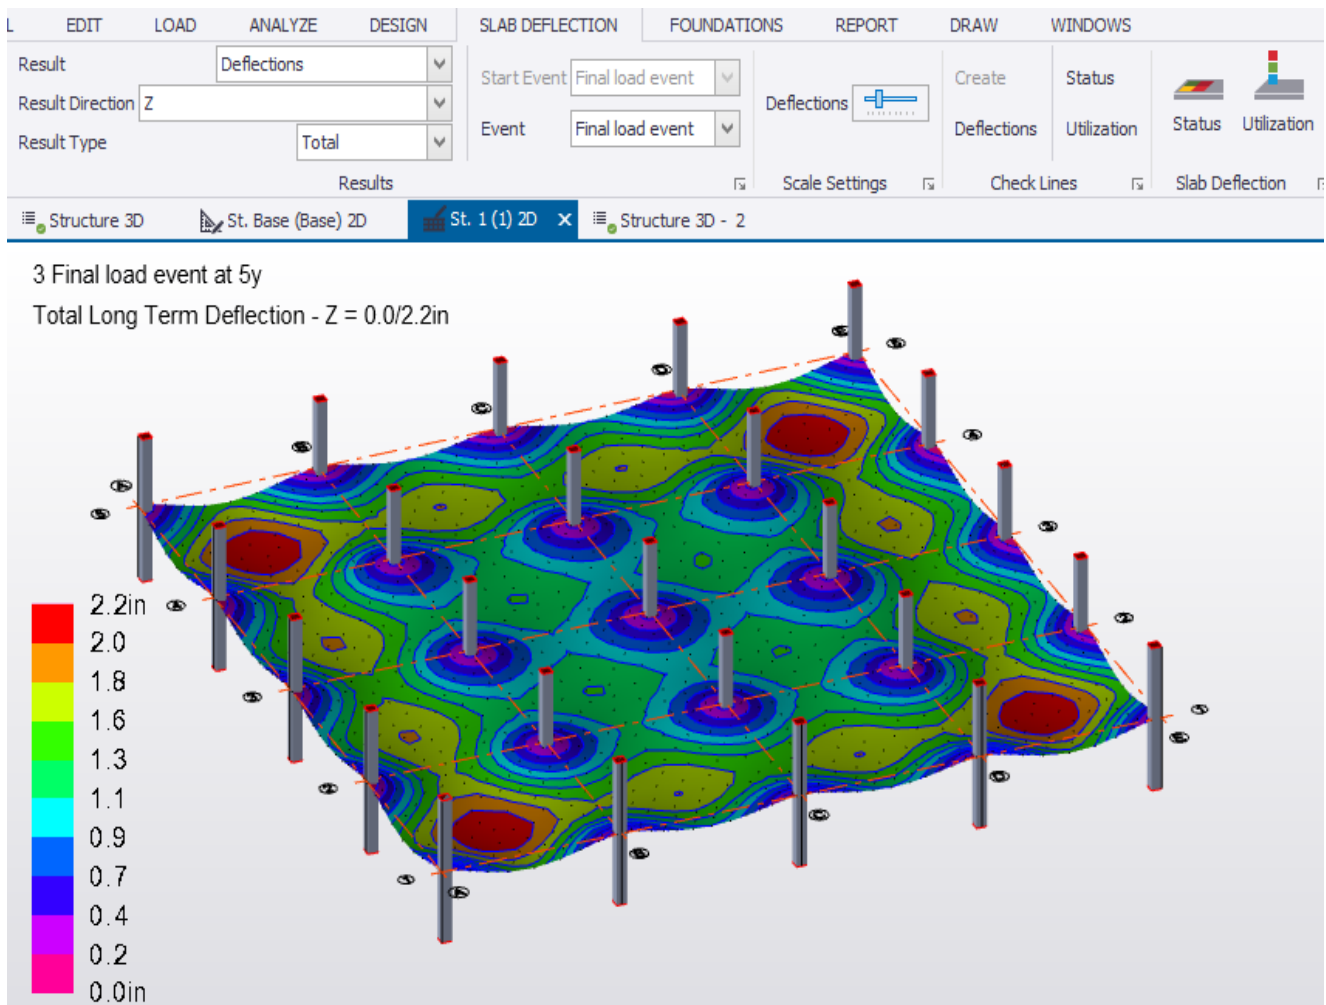 EDIT LOAD ANALYZE DESIGN SLAB DEFLECTION FOUNDATIONS REPORT DRAW WINDOWS
Result Deflections
Result Direction Z
Result Type Total
Results
Start Event Final load event
Event Final load event
Deflections
Scale Settings
Create
Deflections
Status
Utilization
Check Lines
Status Utilization
Slab Deflection
Structure 3D St. Base (Base) 2D St. 1 (1) 2D X Structure 3D - 2
3 Final load event at 5y
Total Long Term Deflection - Z = 0.0/2.2in
2.2in
2.0
1.8
1.6
1.3
1.1
0.9
0.7
0.4
0.2
0.0in